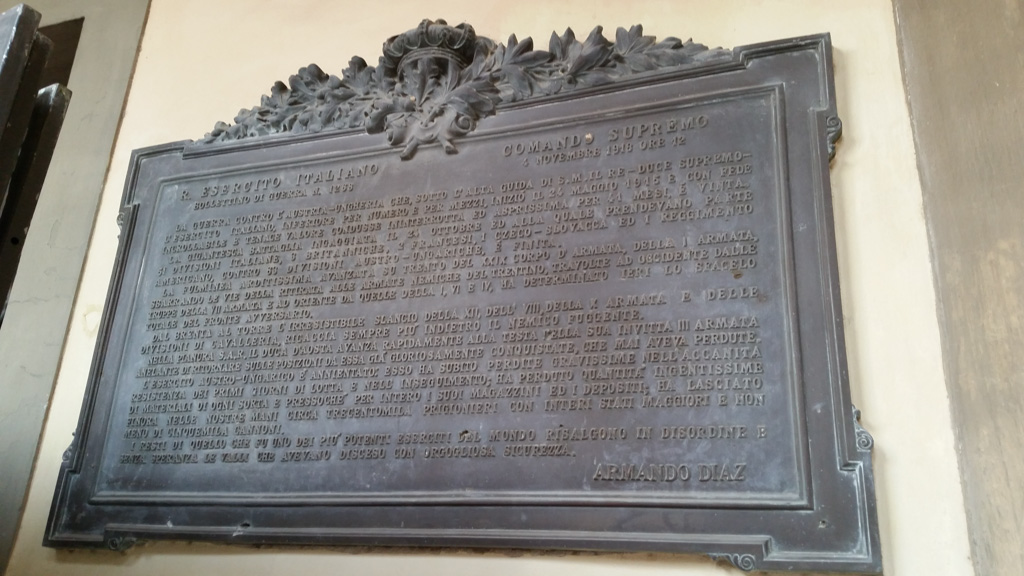 R. ESERCITO ITALIANO COMANDO SUPREMO
BOLLETTINO DI GUERRA N. 1268 4 NOVEMBRE 1918 ORE 12
LA GUERRA CONTRO L'AUSTRIA-UNGHERIA CHE, SOTTO L'ALTA GUIDA DI S.M. IL RE-DUCE SUPREMO-
L'ESERCITO ITALIANO, INFERIORE PER NUMERO E PER MEZZI, INIZIÒ IL 24 MAGGIO 1915 E CON FEDE
INCROLLABILE E TENACE VALORE CONDUSSE ININTERROTTA ED ASPRISSIMA PER 41 MESI, È VINTA.
LA GIGANTESCA BATTAGLIA INGAGGIATA IL 24 OTTOBRE ED ALLA QUALE PRENDEVANO PARTE
51 DIVISIONI ITALIANE, 3 BRITANNICHE, 2 FRANCESI, 1 CZECO-SLOVACCA ED 1 REGGIMENTO
AMERICANO, CONTRO 63 DIVISIONI AUSTRO-UNGARICHE, È FINITA.
LA FULMINEA ARDITISSIMA AVANZATA SU TRENTO DEL XXIX CORPO D'ARMATA DELLA I ARMATA,
SBARRANDO LE VIE DELLA RITIRATA ALLE ARMATE NEMICHE DEL TRENTINO, TRAVOLTE AD OCCIDENTE DALLE
TRUPPE DELLA VII ARMATA E AD ORIENTE DA QUELLE DELLA I, VI E IV, HA DETERMINATO IERI LO SFACELO
TOTALE DEL FRONTE AVVERSARIO.
DAL BRENTA AL TORRE L'IRRESISTIBILE SLANCIO DELLA XII, DELL'VIII, DELLA X ARMATA E DELLE
DIVISIONI DI CAVALLERIA, RICACCIA SEMPRE PIÙ INDIETRO IL NEMICO FUGGENTE.
NELLA PIANURA S.A.R. IL DUCA D'AOSTA AVANZA RAPIDAMENTE ALLA TESTA DELLA SUA INVITTA III ARMATA,
ANELANTE DI RITORNARE SULLE POSIZIONI DA ESSA GIÀ GLORIOSAMENTE CONQUISTATE, CHE MAI AVEVA PERDUTE.
L'ESERCITO AUSTRO-UNGARICO È ANNIENTATO: ESSO HA SUBITO PERDITE GRAVISSIME NELL'ACCANITA
RESISTENZA DEI PRIMI GIORNI DI LOTTA E NELL'INSEGUIMENTO; HA PERDUTO QUANTITÀ INGENTISSIME
DI MATERIALI DI OGNI SORTA E PRESSOCHÈ PER INTERO I SUOI MAGAZZINI ED I DEPOSITI; HA LASCIATO
FINORA NELLE NOSTRE MANI CIRCA TRECENTOMILA PRIGIONIERI CON INTERI STATI MAGGIORI E NON
MENO DI CINQUEMILA CANNONI.
I RESTI DI QUELLO CHE FU UNO DEI PIÙ POTENTI ESERCITI DEL MONDO RISALGONO IN DISORDINE E
SENZA SPERANZA LE VALLI CHE AVEVANO DISCESO CON ORGOGLIOSA SICUREZZA.
ARMANDO DIAZ